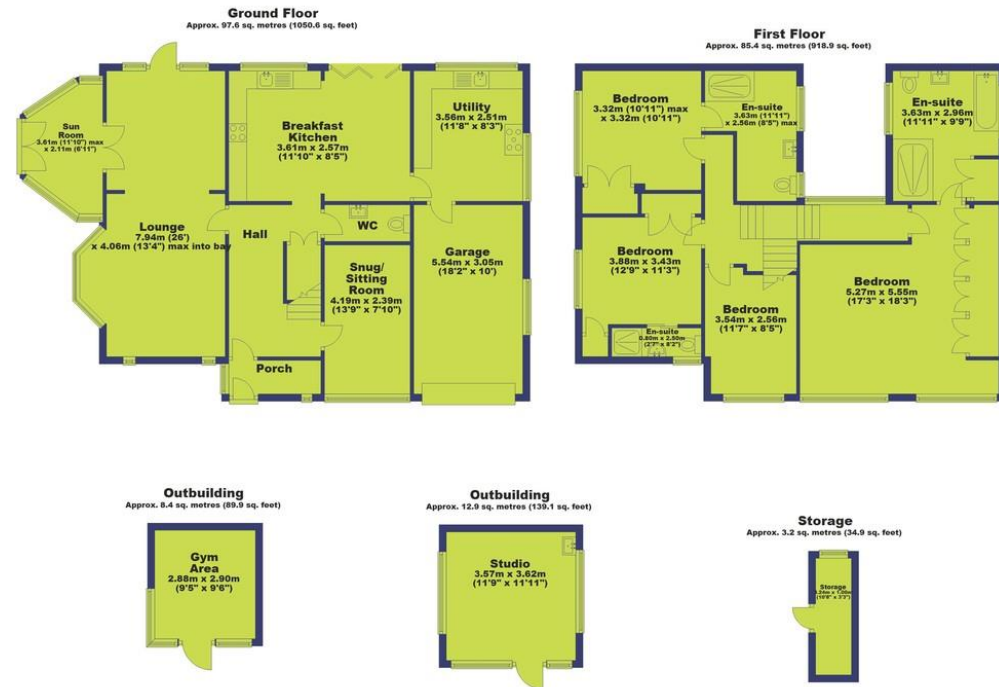 Ground Floor
Approx. 97.6 sq. metres (1050.6 sq. feet)
Sun
Room
3.61m (11'10") max
x 2.11m (6'11")
Breakfast
Kitchen
3.61m x 2.57m
(11'10" x 8'5")
Utility
3.56m x 2.51m
(11'8" x 8'3")
Lounge
7.94m (26')
x 4.06m (13'4") max into bay
Hall
WC
Snug/
Sitting
Room
4.19m x 2.39m
(13'9" x 7'10")
Garage
5.54m x 3.05m
(18'2" x 10')
Porch
First Floor
Approx. 85.4 sq. metres (918.9 sq. feet)
Bedroom
3.32m (10'11") max
x 3.32m (10'11")
En-suite
3.63m (11'11")
x 2.56m (8'5") max
En-suite
3.63m x 2.96m
(11'11" x 9'9")
Bedroom
3.88m x 3.43m
(12'9" x 11'3")
En-suite
0.80m x 2.50m
(2'7" x 8'2")
Bedroom
3.54m x 2.56m
(11'7" x 8'5")
Bedroom
5.27m x 5.55m
(17'3" x 18'3")
Outbuilding
Approx. 8.4 sq. metres (89.9 sq. feet)
Gym
Area
2.88m x 2.90m
(9'5" x 9'6")
Outbuilding
Approx. 12.9 sq. metres (139.1 sq. feet)
Studio
3.57m x 3.62m
(11'9" x 11'11")
Storage
Approx. 3.2 sq. metres (34.9 sq. feet)
Storage